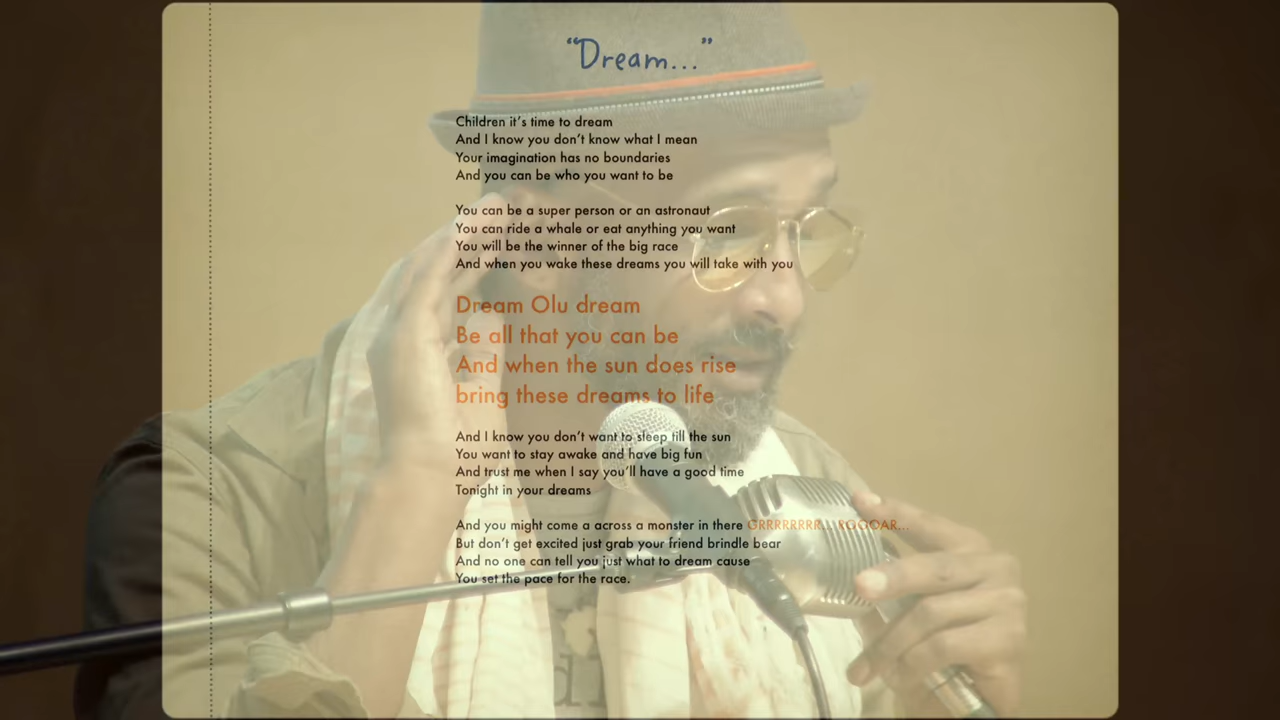 “Dream...”
Children it’s time to dream
And I know you don’t know what I mean
Your imagination has no boundaries
And you can be who you want to be
You can be a super person or an astronaut
You can ride a whale or eat anything you want
You will be the winner of the big race
And when you wake these dreams you will take with you
Dream Olu dream
Be all that you can be
And when the sun does rise
bring these dreams to life
And I know you don’t want to sleep till the sun
You want to stay awake and have big fun
And trust me when I say you’ll have a good time
Tonight in your dreams
And you might come a across a monster in there GRRRRRRRR... ROOOAR...
But don’t get excited just grab your friend brindle bear
And no one can tell you just what to dream cause
You set the pace for the race.